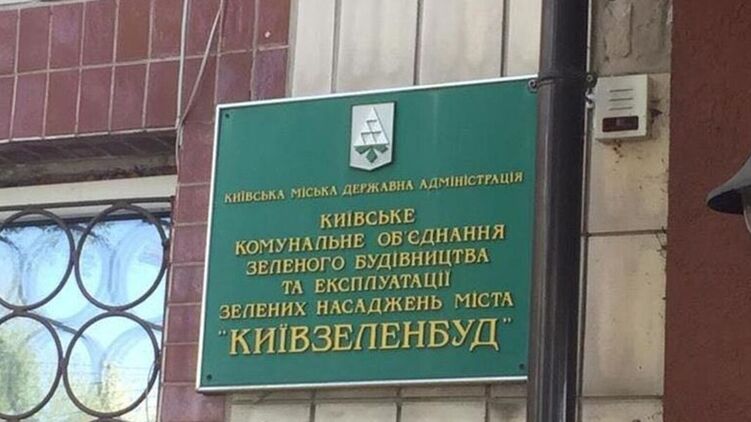 КИЇВСЬКА МІСЬКА ДЕРЖАВНА АДМІНІСТРАЦІЯ
КИЇВСЬКЕ
КОМУНАЛЬНЕ ОБ'ЄДНАННЯ
ЗЕЛЕНОГО БУДІВНИЦТВА
ТА ЕКСПЛУАТАЦІЇ
ЗЕЛЕНИХ НАСАДЖЕНЬ МІСТА
"КИЇВЗЕЛЕНБУД"